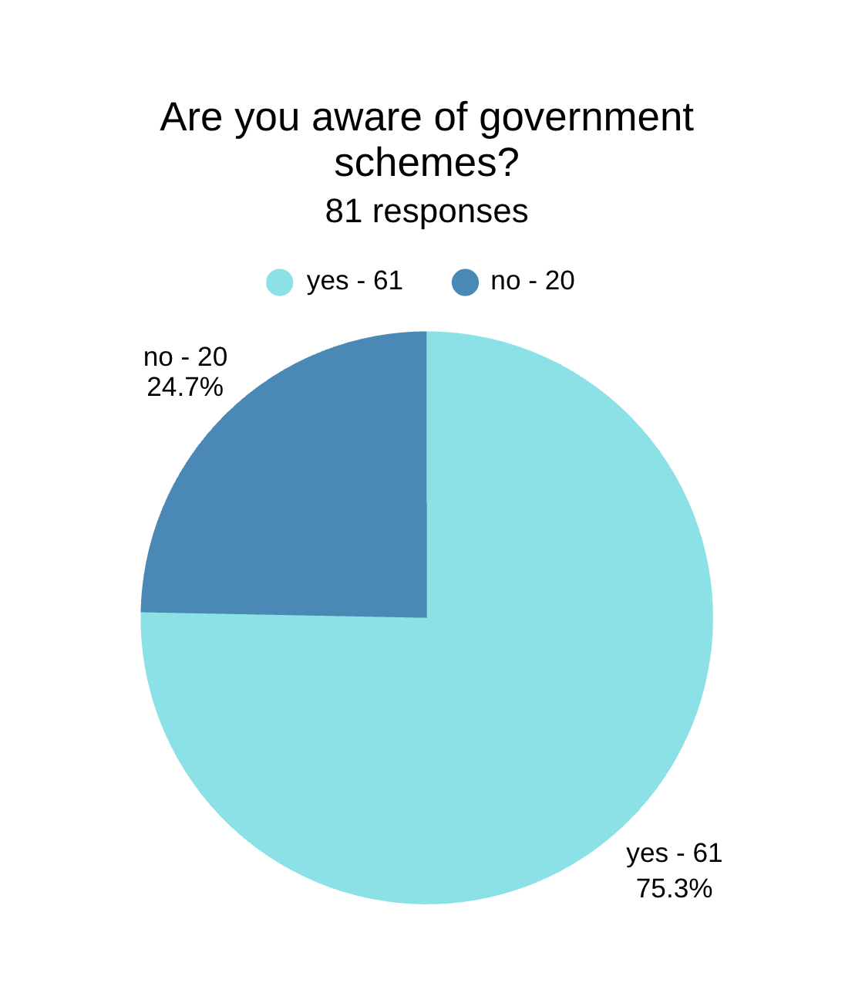 Are you aware of government
schemes?
81 responses
yes - 61
no - 20
no - 20
24.7%
yes - 61
75.3%